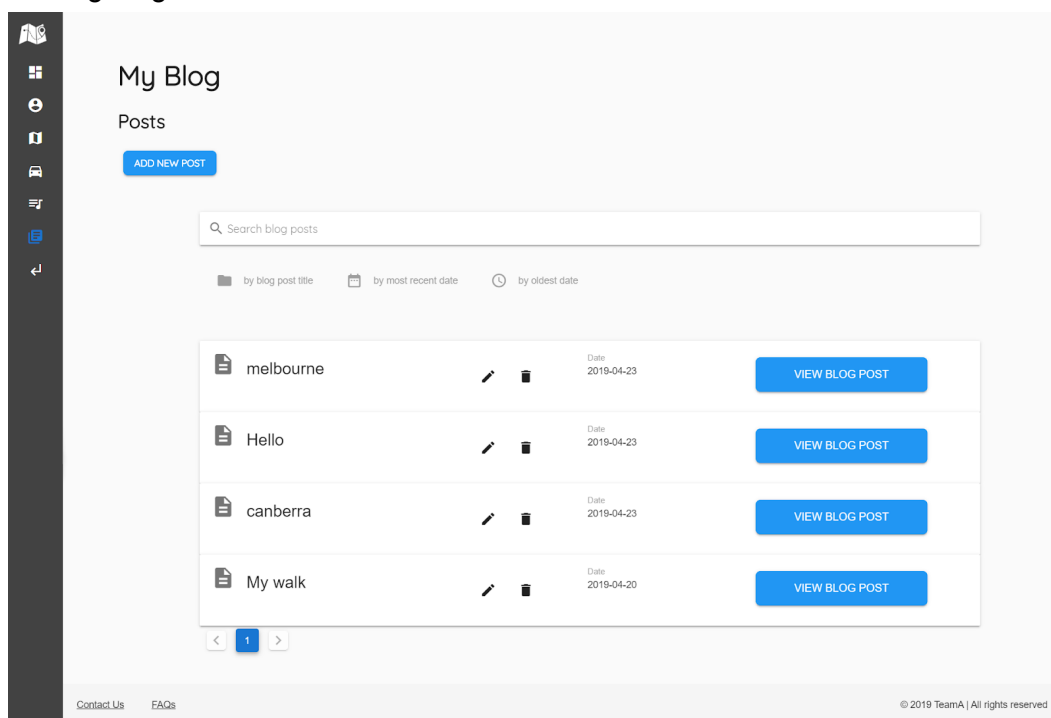 My Blog
Posts
ADD NEW POST
Search blog posts
by blog post title by most recent date by oldest date
melbourne
Date
2019-04-23
VIEW BLOG POST
Hello
Date
2019-04-23
VIEW BLOG POST
canberra
Date
2019-04-23
VIEW BLOG POST
My walk
Date
2019-04-20
VIEW BLOG POST
< 1 >
Contact Us FAQs © 2019 TeamA | All rights reserved